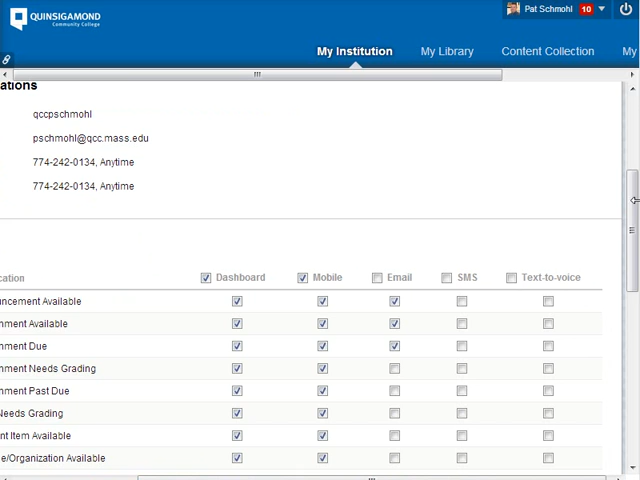 QUINSIGAMOND
Community College
Pat Schmohl 10
My Institution My Library Content Collection My
ations
qccpschmohl
pschmohl@qcc.mass.edu
774-242-0134, Anytime
774-242-0134, Anytime
cation Dashboard Mobile Email SMS Text-to-voice
uncement Available
nment Available
nment Due
nment Needs Grading
nment Past Due
Needs Grading
nt Item Available
e/Organization Available